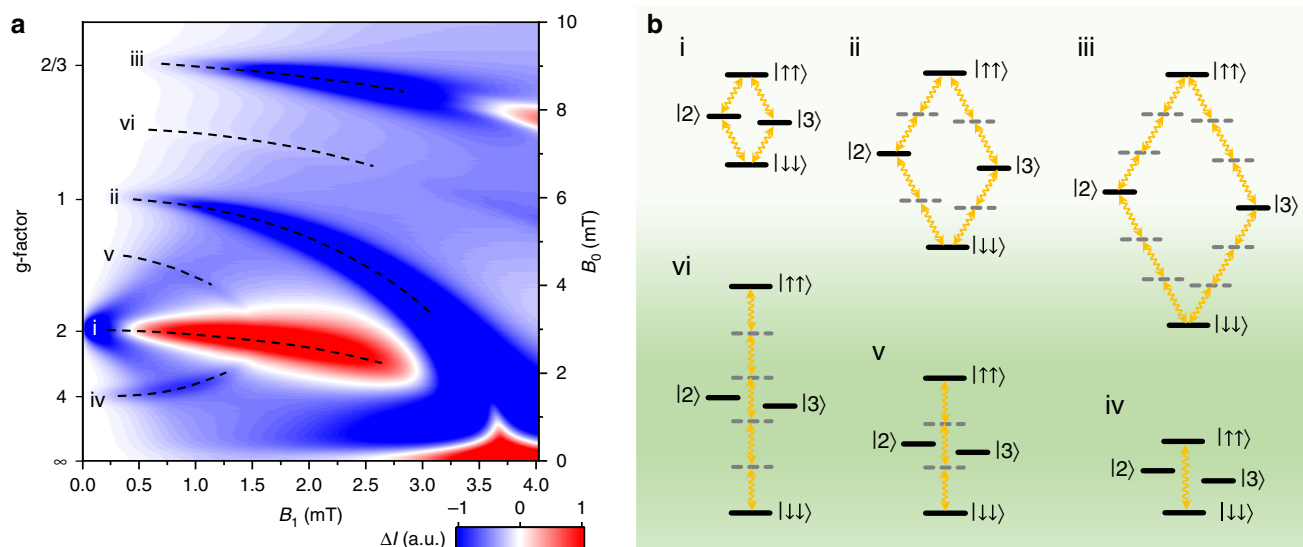 a
g-factor
2/3
1
2
4
∞
iii
vi
ii
v
i
iv
10
8
6
4
2
0
B₀ (mT)
0.0 0.5 1.0 1.5 2.0 2.5 3.0 3.5 4.0
B₁ (mT)
ΔI (a.u.)
–1 0 1
b
i
|↑↑⟩
|2⟩ |3⟩
|↓↓⟩
ii
|↑↑⟩
|2⟩ |3⟩
|↓↓⟩
iii
|↑↑⟩
|2⟩ |3⟩
|↓↓⟩
vi
|↑↑⟩
|2⟩ |3⟩
|↓↓⟩
v
|↑↑⟩
|2⟩ |3⟩
|↓↓⟩
iv
|↑↑⟩
|2⟩ |3⟩
|↓↓⟩